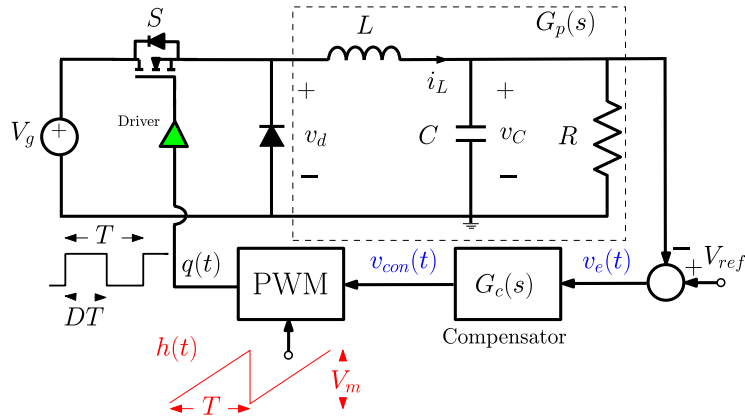 S
L
G_p(s)
+
i_L
+
Driver
V_g
+
v_d
C
v_C
R
−
−
T
q(t)
v_con(t)
v_e(t)
−
+
V_ref
PWM
G_c(s)
DT
Compensator
h(t)
V_m
T